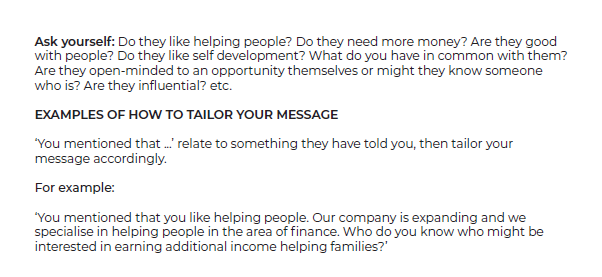 Ask yourself: Do they like helping people? Do they need more money? Are they good
with people? Do they like self development? What do you have in common with them?
Are they open-minded to an opportunity themselves or might they know someone
who is? Are they influential? etc.
EXAMPLES OF HOW TO TAILOR YOUR MESSAGE
‘You mentioned that ...’ relate to something they have told you, then tailor your
message accordingly.
For example:
‘You mentioned that you like helping people. Our company is expanding and we
specialise in helping people in the area of finance. Who do you know who might be
interested in earning additional income helping families?’